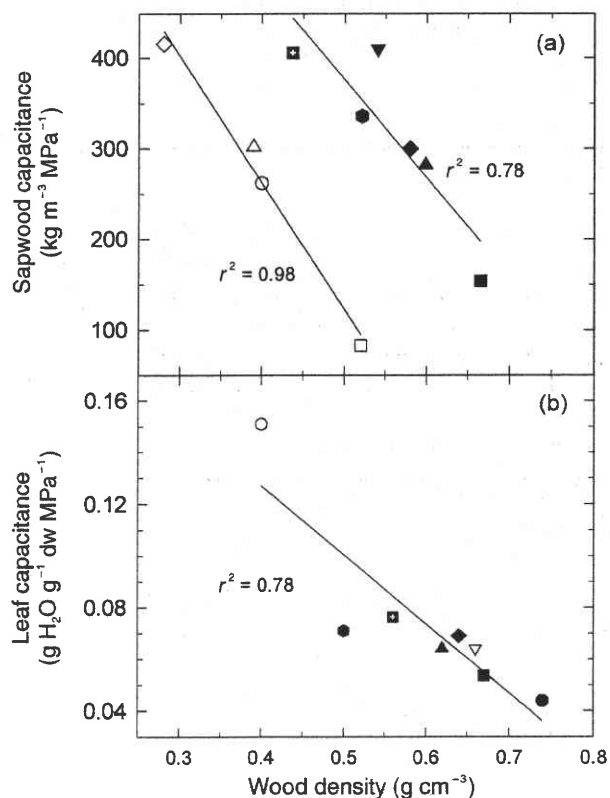 (a)
400
300
200
100
Sapwood capacitance
(kg m⁻³ MPa⁻¹)
r² = 0.78
r² = 0.98
(b)
0.16
0.12
0.08
0.04
Leaf capacitance
(g H₂O g⁻¹ dw MPa⁻¹)
r² = 0.78
0.3 0.4 0.5 0.6 0.7 0.8
Wood density (g cm⁻³)